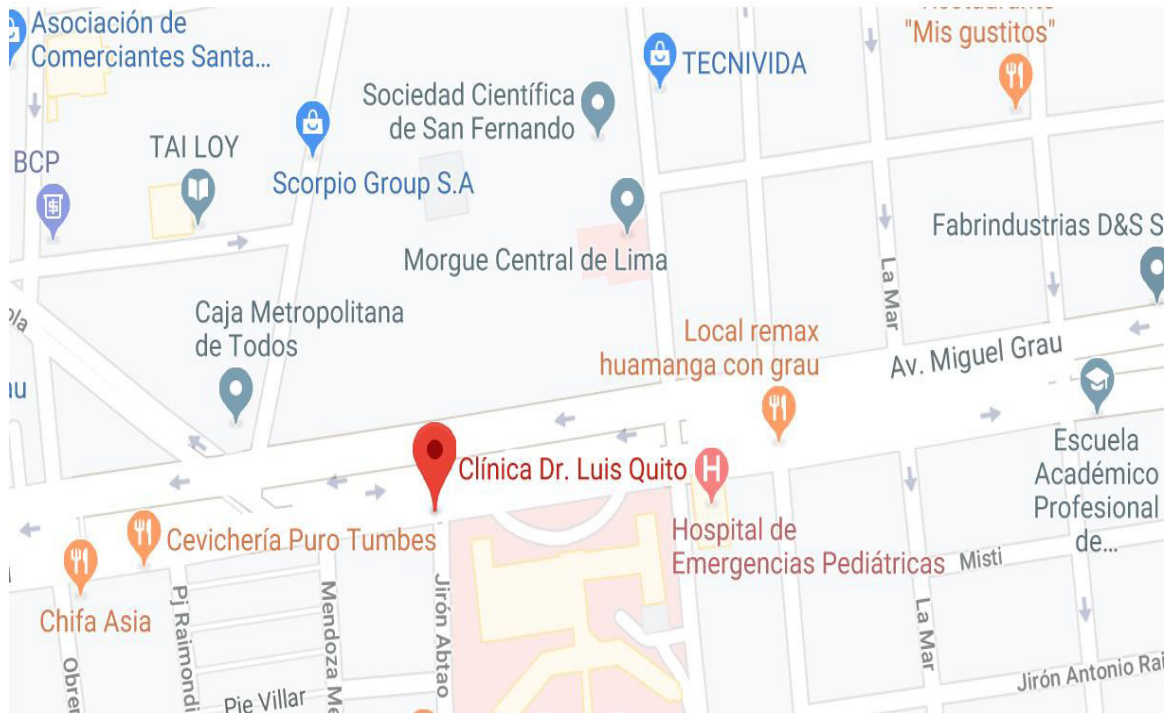 Asociación de
Comerciantes Santa...
"Mis gustitos"
TECNIVIDA
Sociedad Científica
de San Fernando
TAI LOY
BCP
Scorpio Group S.A
Fabrindustrias D&S S
Morgue Central de Lima
La Mar
Caja Metropolitana
de Todos
Local remax
huamanga con grau
Av. Miguel Grau
Clínica Dr. Luis Quito
H
Escuela
Académico
Profesional
de...
Hospital de
Emergencias Pediátricas
Misti
Cevichería Puro Tumbes
Chifa Asia
Pj Raimondi
Mendoza Me
Jirón Abtao
La Mar
Obrer
Pje Villar
Jirón Antonio Rai